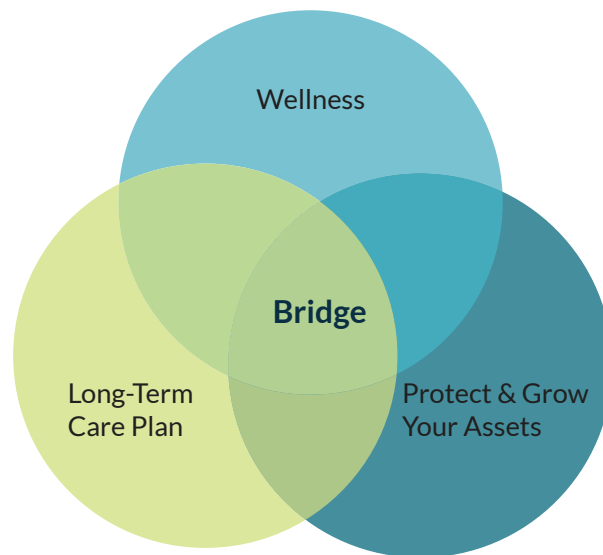 Wellness
Bridge
Long-Term
Care Plan
Protect & Grow
Your Assets